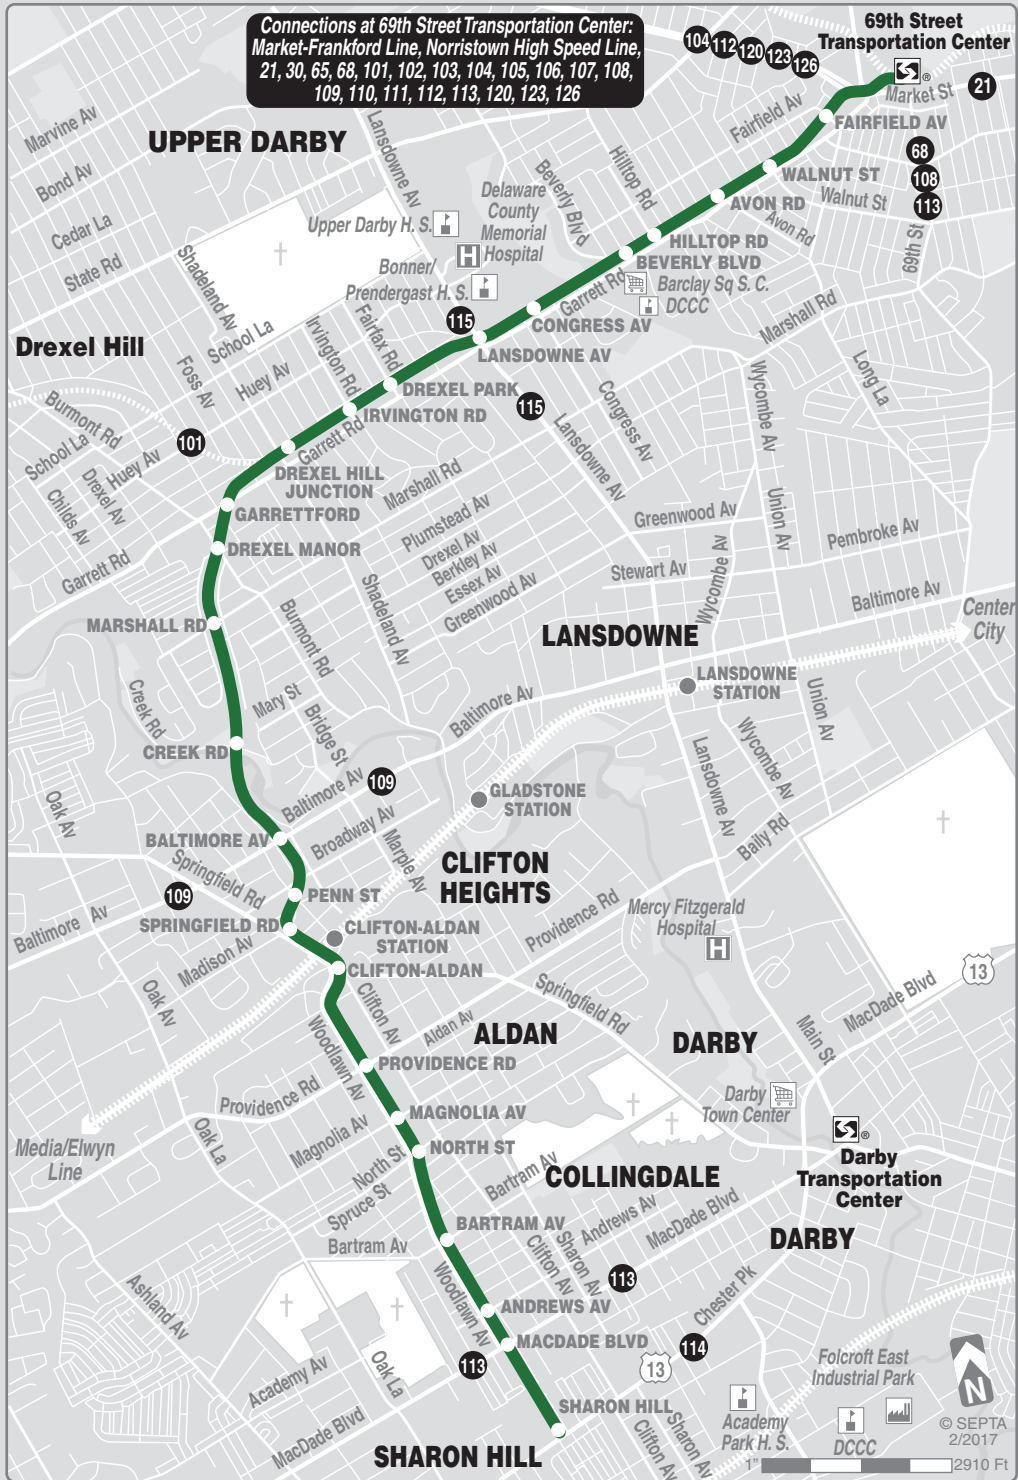 Connections at 69th Street Transportation Center:
Market-Frankford Line, Norristown High Speed Line,
21, 30, 65, 68, 101, 102, 103, 104, 105, 106, 107, 108,
109, 110, 111, 112, 113, 120, 123, 126
69th Street
Transportation Center
®
104
112
120
123
126
Market St
21
Marvine Av
UPPER DARBY
Lansdowne Av
Fairfield Av
FAIRFIELD AV
Bond Av
Beverly Blvd
Hilltop Rd
68
WALNUT ST
108
Walnut St
113
Delaware
County
Memorial
Hospital
H
AVON RD
Avon Rd
69th St
Cedar La
Upper Darby H. S.
HILLTOP RD
BEVERLY BLVD
State Rd
Shadeland Av
Bonner/
Prendergast H. S.
Garrett Rd
Barclay Sq S. C.
DCCC
Marshall Rd
115
CONGRESS AV
School La
Irvington Rd
Fairfax Rd
Drexel Hill
LANSDOWNE AV
Foss Av
Huey Av
Wycombe Av
Long La
DREXEL PARK
115
Congress Av
IRVINGTON RD
Burmont Rd
101
Garrett Rd
Lansdowne Av
School La
Huey Av
Drexel Av
Childs Av
DREXEL HILL
JUNCTION
Marshall Rd
Union Av
GARRETTFORD
Plumstead Av
Greenwood Av
Pembroke Av
DREXEL MANOR
Drexel Av
Berkley Av
Essex Av
Greenwood Av
Garrett Rd
Stewart Av
Wycombe Av
Baltimore Av
Shadeland Av
Burmont Rd
MARSHALL RD
LANSDOWNE
Center
City
LANSDOWNE
STATION
Creek Rd
Mary St
Bridge St
Baltimore Av
Union Av
Wycombe Av
CREEK RD
Lansdowne Av
Baltimore Av
109
GLADSTONE
STATION
Oak Av
Broadway Av
BALTIMORE AV
Marple Av
Baily Rd
CLIFTON
HEIGHTS
Springfield Rd
109
PENN ST
Mercy Fitzgerald
Hospital
H
Providence Rd
Baltimore Av
SPRINGFIELD RD
CLIFTON-ALDAN
STATION
Madison Av
CLIFTON-ALDAN
13
Oak Av
Clifton Av
Springfield Rd
MacDade Blvd
Woodlawn Av
Aldan Av
ALDAN
DARBY
Main St
PROVIDENCE RD
Providence Rd
Darby
Town Center
MAGNOLIA AV
Oak La
Magnolia Av
®
Media/Elwyn
Line
NORTH ST
North St
Darby
Transportation
Center
Bartram Av
COLLINGDALE
Spruce St
Andrews Av
MacDade Blvd
BARTRAM AV
Bartram Av
DARBY
Clifton Av
Sharon Av
113
Woodlawn Av
Chester Pk
Ashland Av
ANDREWS AV
MACDADE BLVD
114
113
13
Folcroft East
Industrial Park
N
Academy Av
Oak La
SHARON HILL
© SEPTA
2/2017
MacDade Blvd
Clifton Av
Sharon Av
Academy
Park H. S.
DCCC
SHARON HILL
1"
2910 Ft